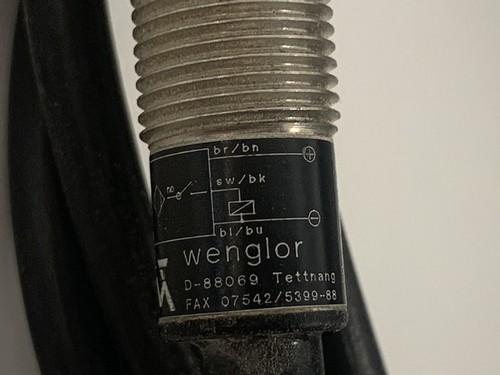 br/bn
no
sw/bk
bl/bu
wenglor
D-88069 Tettnang
FAX 07542/5399-88